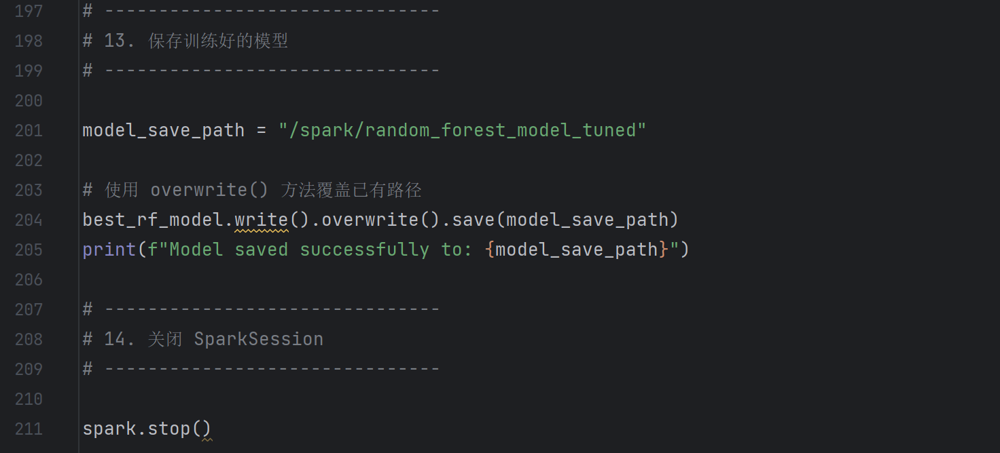 197 # -------------------------------
198 # 13. 保存训练好的模型
199 # -------------------------------
200
201 model_save_path = "/spark/random_forest_model_tuned"
202
203 # 使用 overwrite() 方法覆盖已有路径
204 best_rf_model.write().overwrite().save(model_save_path)
205 print(f"Model saved successfully to: {model_save_path}")
206
207 # -------------------------------
208 # 14. 关闭 SparkSession
209 # -------------------------------
210
211 spark.stop()